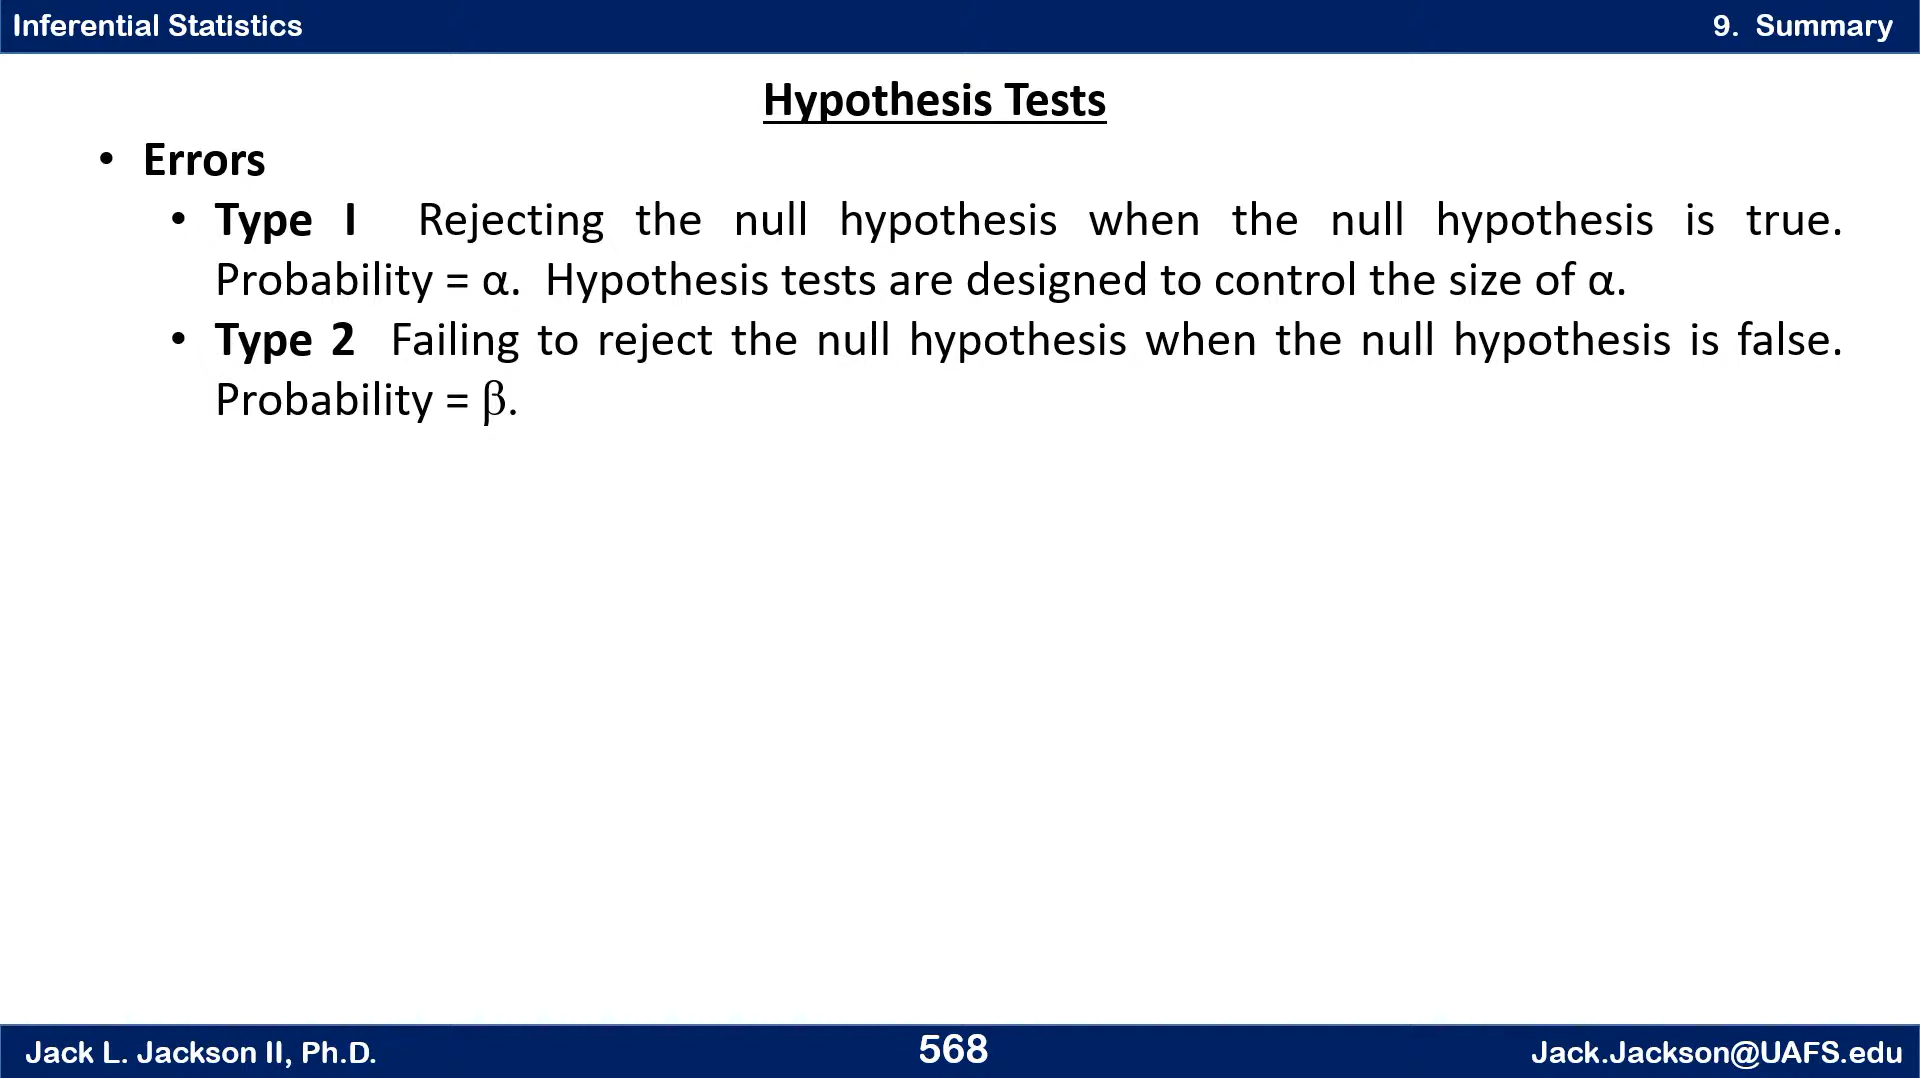 Inferential Statistics
9. Summary
Hypothesis Tests
• Errors
• Type I Rejecting the null hypothesis when the null hypothesis is true.
Probability = α. Hypothesis tests are designed to control the size of α.
• Type 2 Failing to reject the null hypothesis when the null hypothesis is false.
Probability = β.
Jack L. Jackson II, Ph.D.
568
Jack.Jackson@UAFS.edu